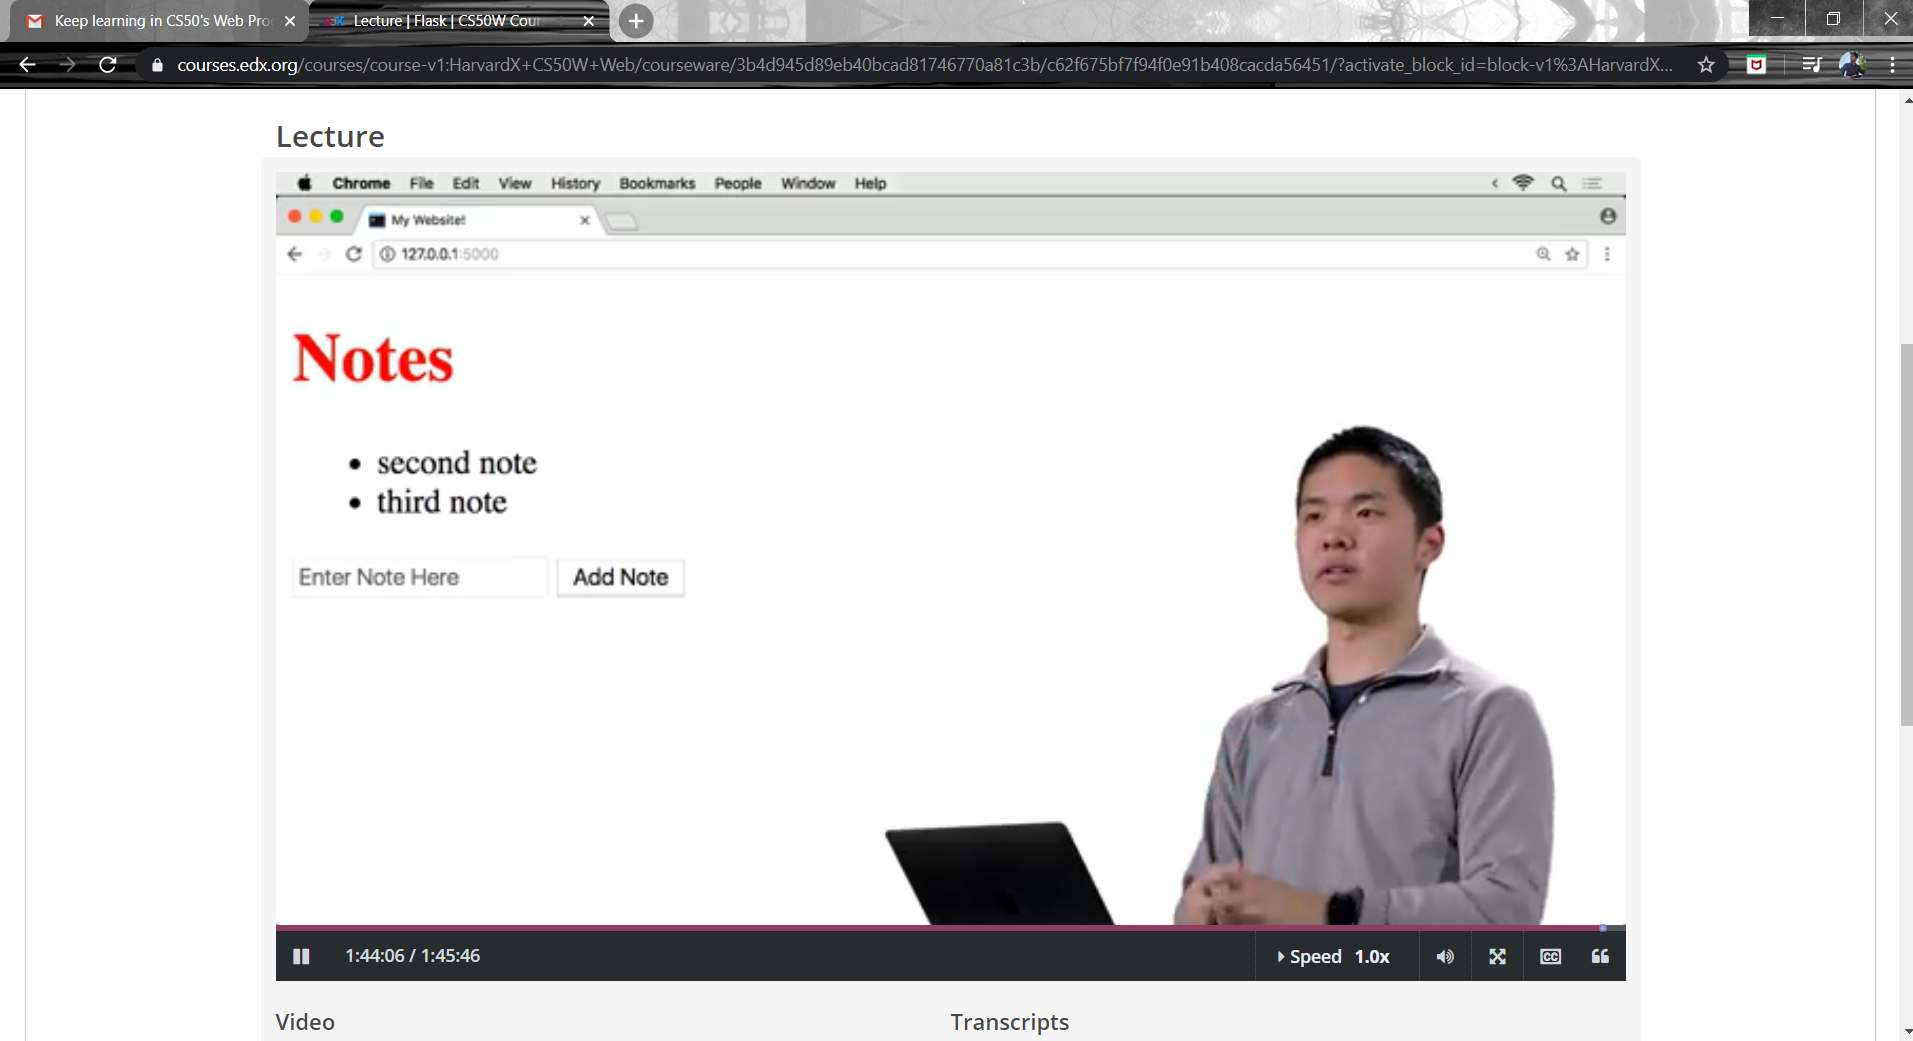 Keep learning in CS50's Web Pro
Lecture | Flask | CS50W Cour
courses.edx.org/courses/course-v1:HarvardX+CS50W+Web/courseware/3b4d945d89eb40bcad81746770a81c3b/c62f675bf7f94f0e91b408cacda56451/?activate_block_id=block-v1%3AHarvardX...
Lecture
Chrome File Edit View History Bookmarks People Window Help
My Website!
127.0.0.1:5000
Notes
• second note
• third note
Enter Note Here Add Note
1:44:06 / 1:45:46 Speed 1.0x CC
Video Transcripts